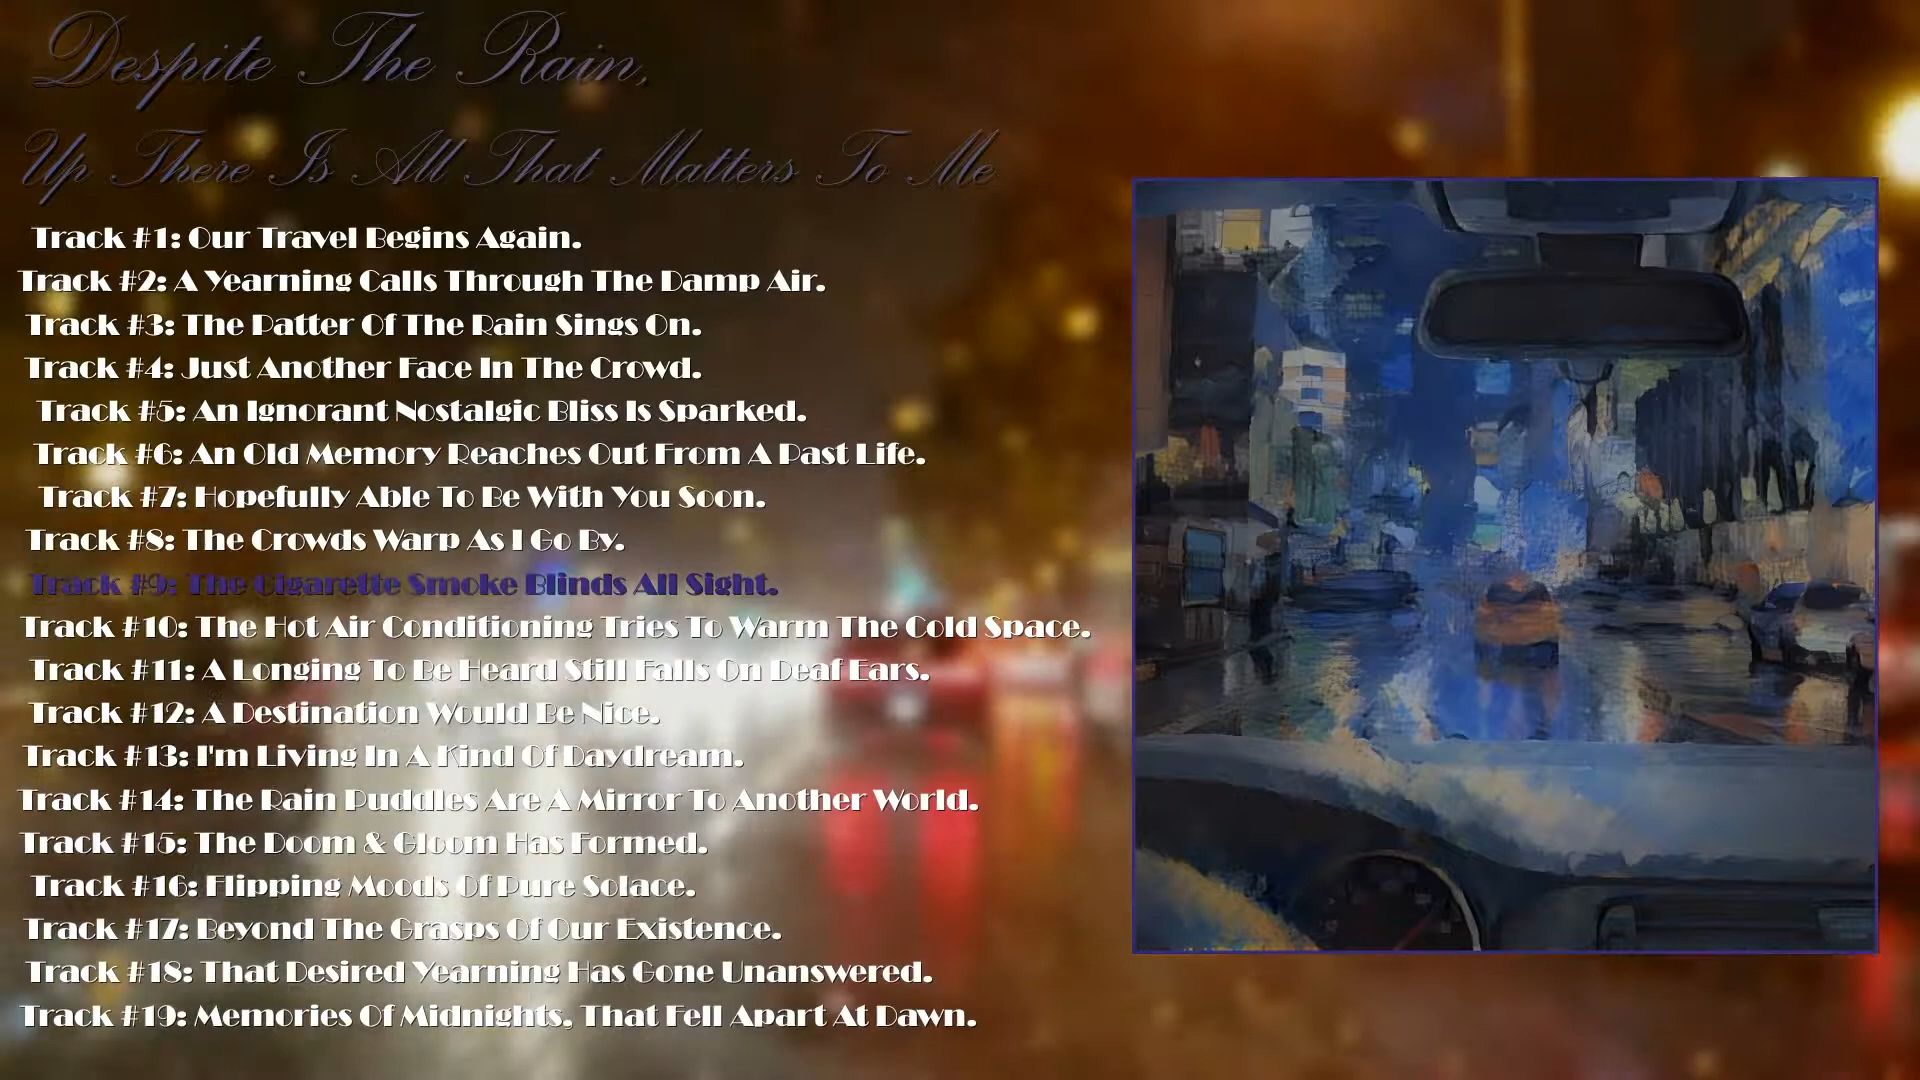 Despite The Rain,
Up There Is All That Matters To Me
Track #1: Our Travel Begins Again.
Track #2: A Yearning Calls Through The Damp Air.
Track #3: The Patter Of The Rain Sings On.
Track #4: Just Another Face In The Crowd.
Track #5: An Ignorant Nostalgic Bliss Is Sparked.
Track #6: An Old Memory Reaches Out From A Past Life.
Track #7: Hopefully Able To Be With You Soon.
Track #8: The Crowds Warp As I Go By.
Track #9: The Cigarette Smoke Blinds All Sight.
Track #10: The Hot Air Conditioning Tries To Warm The Cold Space.
Track #11: A Longing To Be Heard Still Falls On Deaf Ears.
Track #12: A Destination Would Be Nice.
Track #13: I'm Living In A Kind Of Daydream.
Track #14: The Rain Puddles Are A Mirror To Another World.
Track #15: The Doom & Gloom Has Formed.
Track #16: Flipping Moods Of Pure Solace.
Track #17: Beyond The Grasps Of Our Existence.
Track #18: That Desired Yearning Has Gone Unanswered.
Track #19: Memories Of Midnights, That Fell Apart At Dawn.